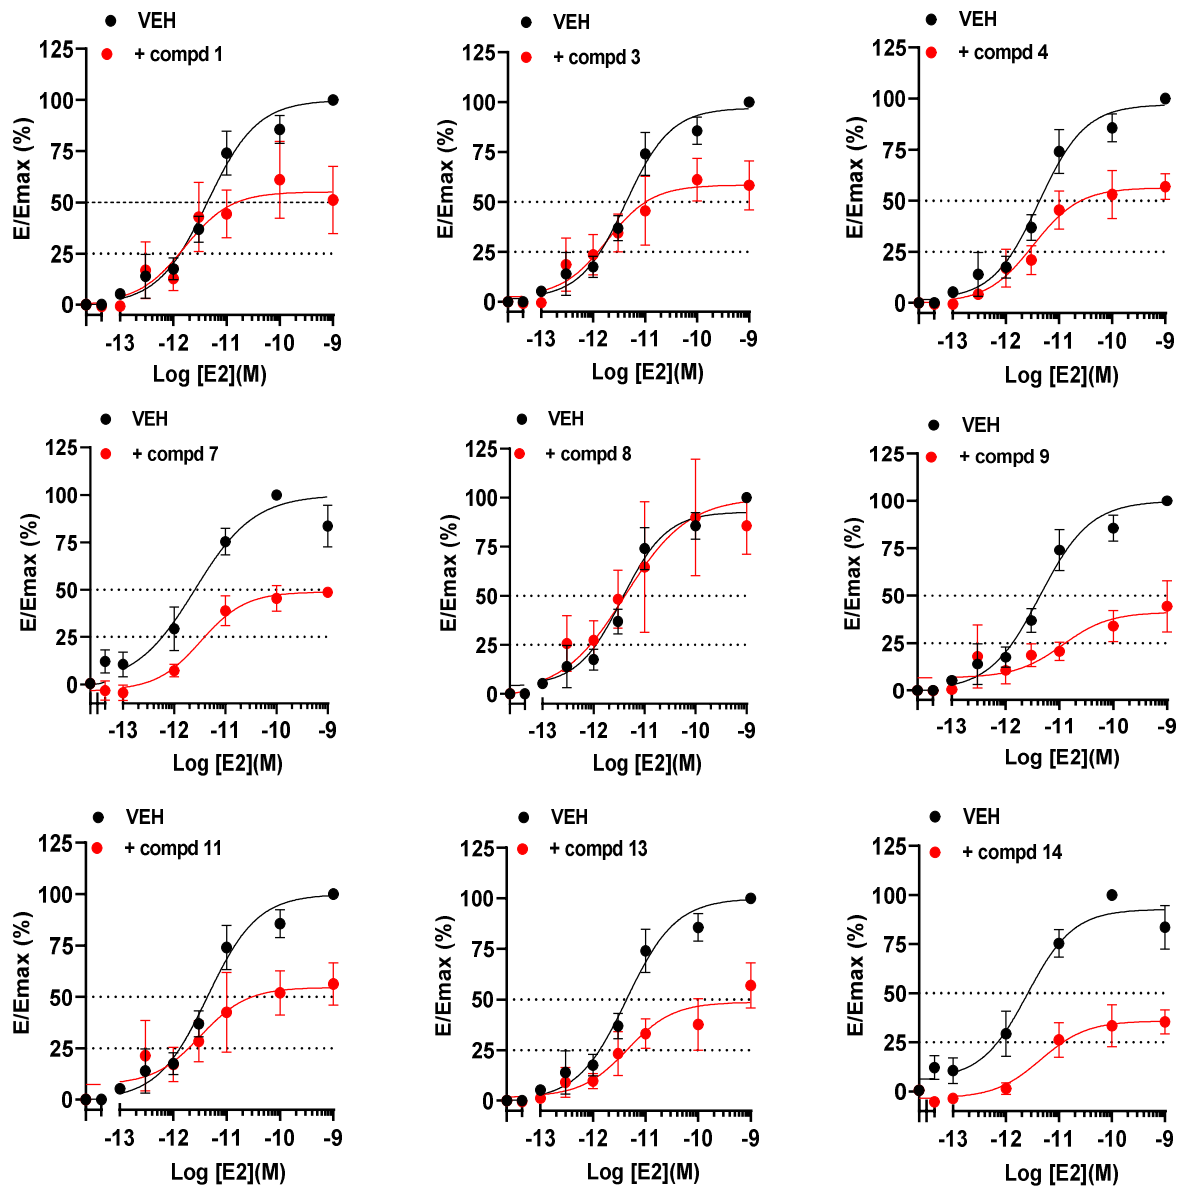 VEH
+ compd 1
125
100
75
50
25
0
E/Emax (%)
-13 -12 -11 -10 -9
Log [E2](M)
VEH
+ compd 3
125
100
75
50
25
0
E/Emax (%)
-13 -12 -11 -10 -9
Log [E2](M)
VEH
+ compd 4
125
100
75
50
25
0
E/Emax (%)
-13 -12 -11 -10 -9
Log [E2](M)
VEH
+ compd 7
125
100
75
50
25
0
E/Emax (%)
-13 -12 -11 -10 -9
Log [E2](M)
VEH
+ compd 8
125
100
75
50
25
0
E/Emax (%)
-13 -12 -11 -10 -9
Log [E2](M)
VEH
+ compd 9
125
100
75
50
25
0
E/Emax (%)
-13 -12 -11 -10 -9
Log [E2](M)
VEH
+ compd 11
125
100
75
50
25
0
E/Emax (%)
-13 -12 -11 -10 -9
Log [E2](M)
VEH
+ compd 13
125
100
75
50
25
0
E/Emax (%)
-13 -12 -11 -10 -9
Log [E2](M)
VEH
+ compd 14
125
100
75
50
25
0
E/Emax (%)
-13 -12 -11 -10 -9
Log [E2](M)